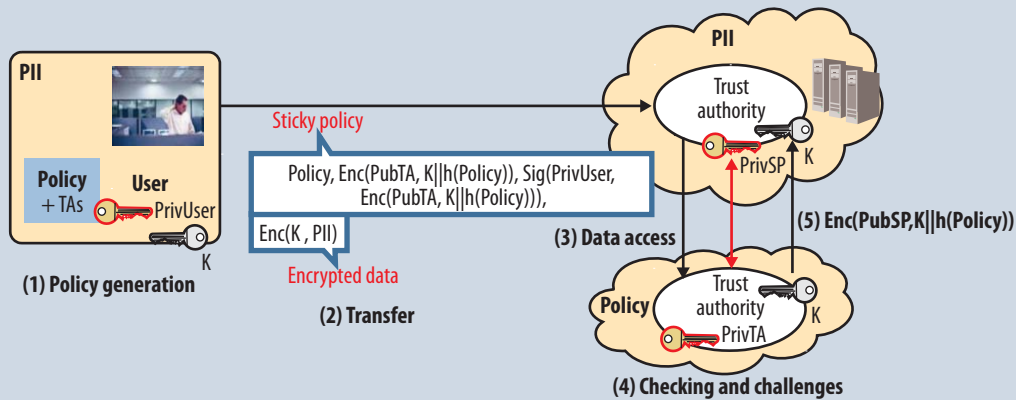 PII
Policy
+ TAs
User
PrivUser
K
(1) Policy generation
Sticky policy
Policy, Enc(PubTA, K||h(Policy)), Sig(PrivUser,
Enc(PubTA, K||h(Policy))),
Enc(K , PII)
Encrypted data
(2) Transfer
PII
Trust
authority
PrivSP
K
(3) Data access
(5) Enc(PubSP,K||h(Policy))
Policy
Trust
authority
K
PrivTA
(4) Checking and challenges